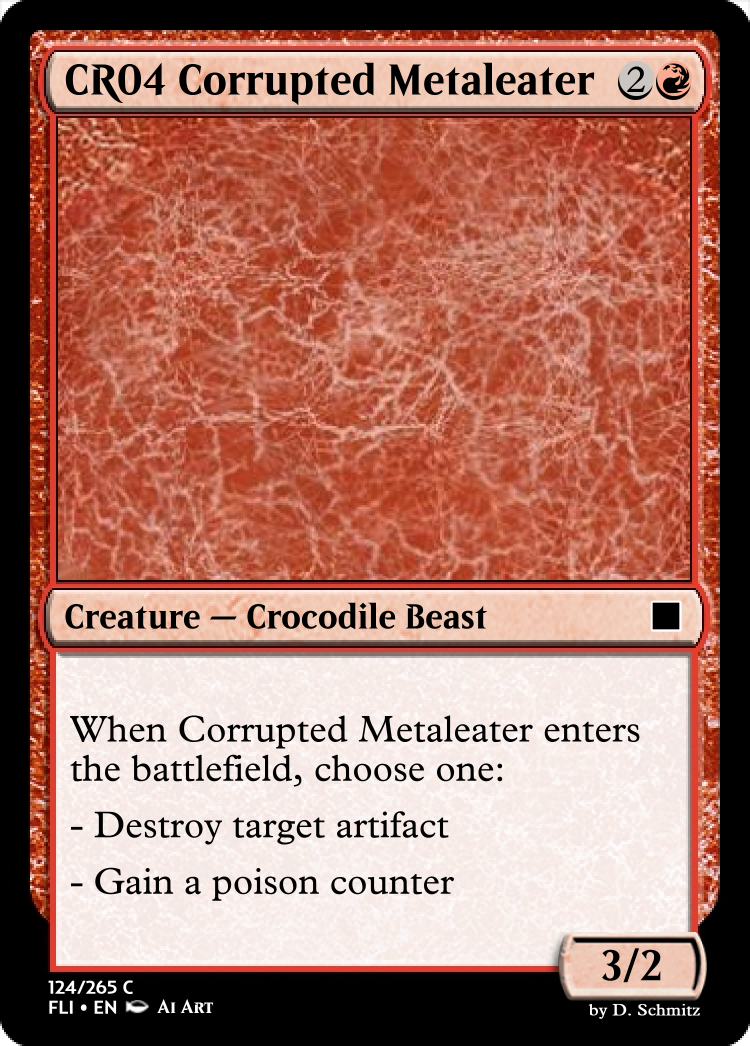 CR04 Corrupted Metaleater 2
Creature — Crocodile Beast
When Corrupted Metaleater enters
the battlefield, choose one:
- Destroy target artifact
- Gain a poison counter
3/2
124/265 C
FLI • EN AI ART
by D. Schmitz